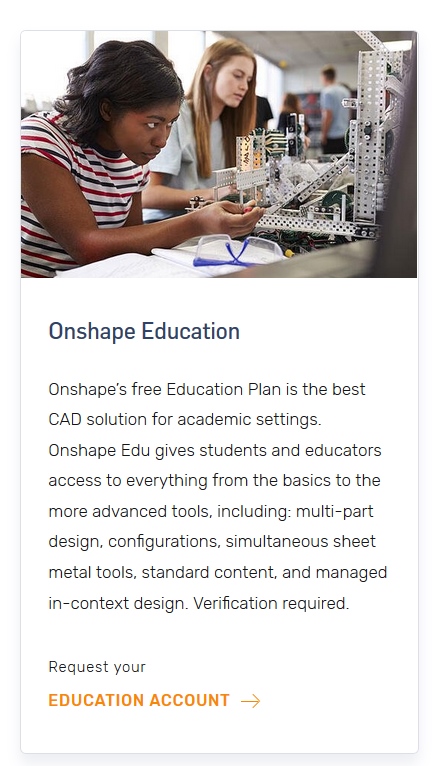 Onshape Education
Onshape’s free Education Plan is the best
CAD solution for academic settings.
Onshape Edu gives students and educators
access to everything from the basics to the
more advanced tools, including: multi-part
design, configurations, simultaneous sheet
metal tools, standard content, and managed
in-context design. Verification required.
Request your
EDUCATION ACCOUNT →